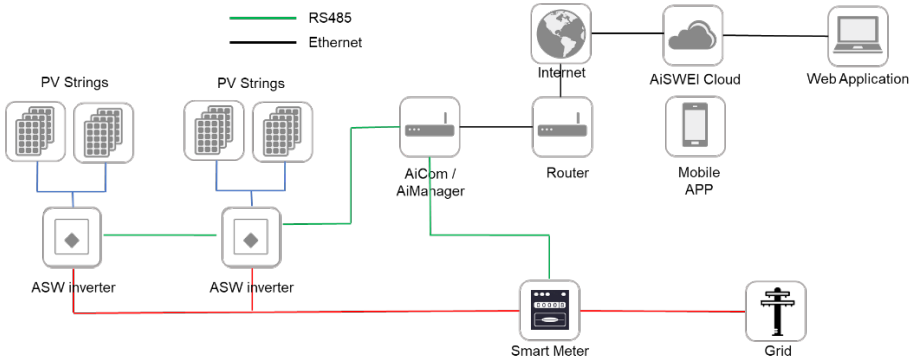 RS485
Ethernet
Internet
AiSWEI Cloud
Web Application
PV Strings
PV Strings
AiCom /
AiManager
Router
Mobile
APP
ASW inverter
ASW inverter
Smart Meter
Grid